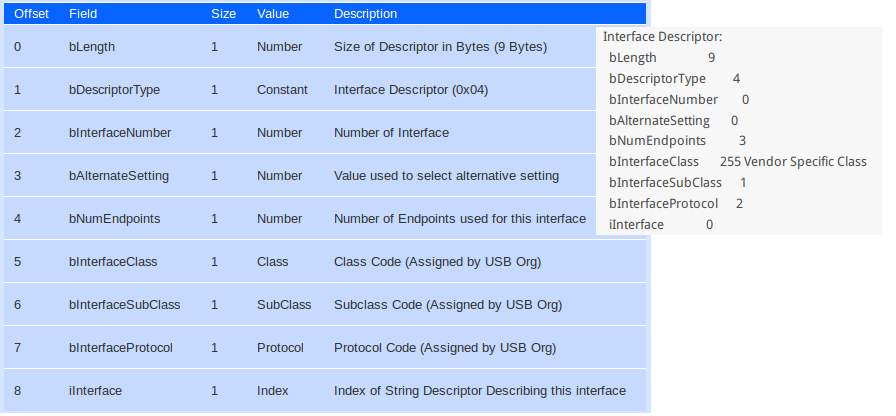 Offset Field Size Value Description
0 bLength 1 Number Size of Descriptor in Bytes (9 Bytes)
1 bDescriptorType 1 Constant Interface Descriptor (0x04)
2 bInterfaceNumber 1 Number Number of Interface
3 bAlternateSetting 1 Number Value used to select alternative setting
4 bNumEndpoints 1 Number Number of Endpoints used for this interface
5 bInterfaceClass 1 Class Class Code (Assigned by USB Org)
6 bInterfaceSubClass 1 SubClass Subclass Code (Assigned by USB Org)
7 bInterfaceProtocol 1 Protocol Protocol Code (Assigned by USB Org)
8 iInterface 1 Index Index of String Descriptor Describing this interface
Interface Descriptor:
bLength 9
bDescriptorType 4
bInterfaceNumber 0
bAlternateSetting 0
bNumEndpoints 3
bInterfaceClass 255 Vendor Specific Class
bInterfaceSubClass 1
bInterfaceProtocol 2
iInterface 0